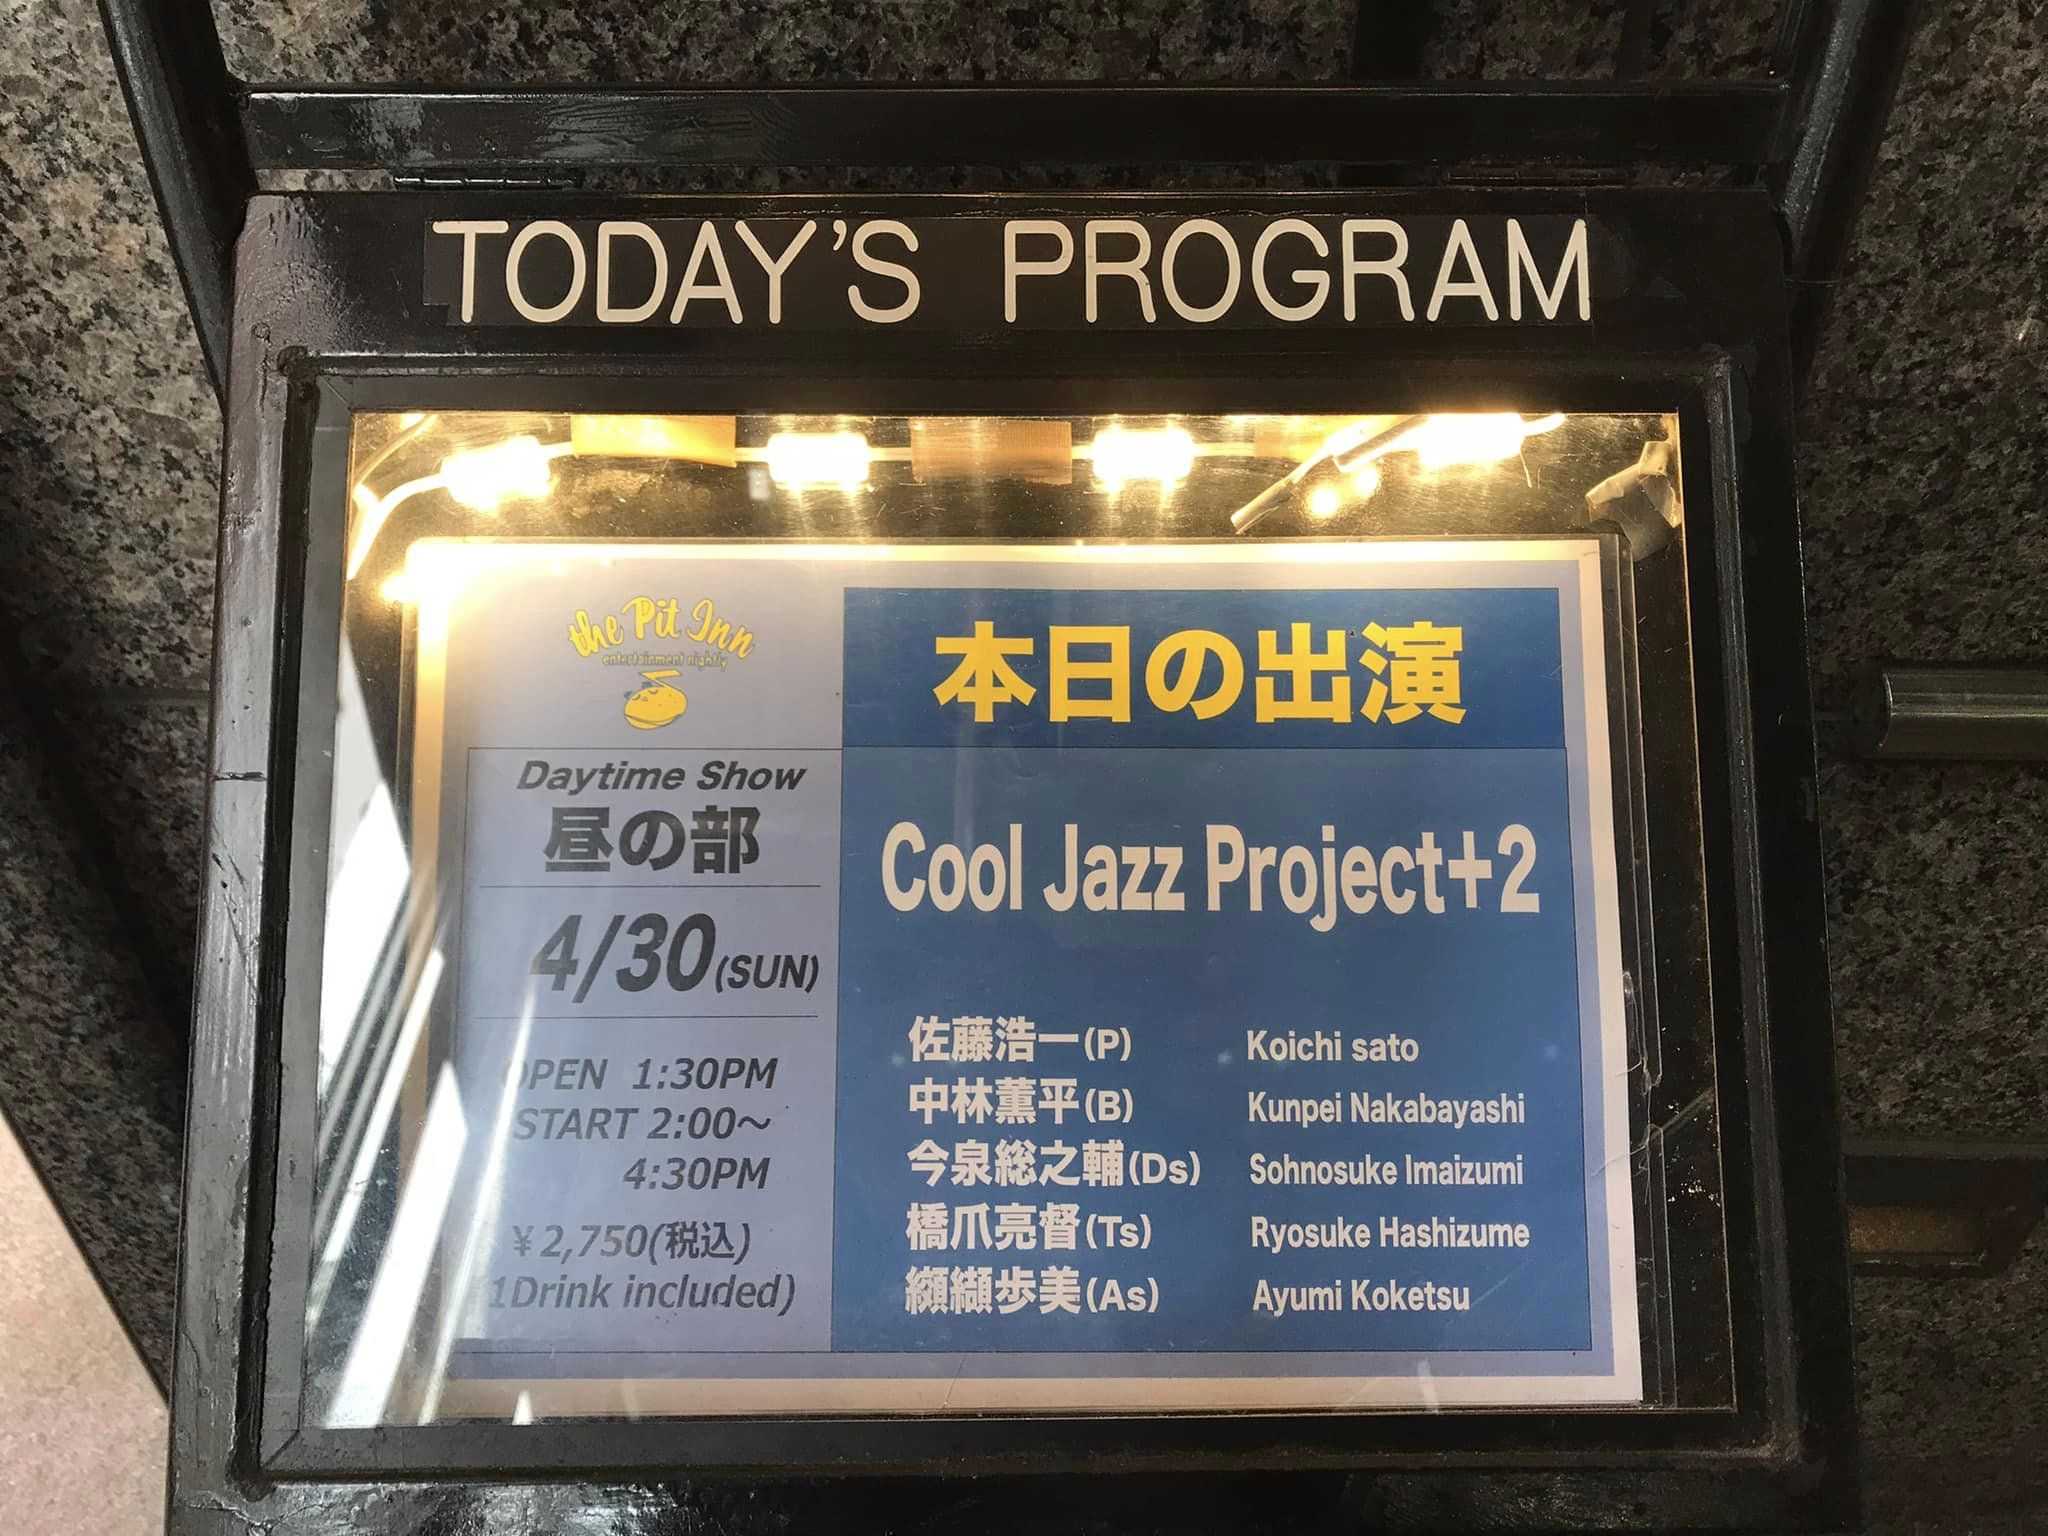 TODAY'S PROGRAM
the Pit Inn
entertainment nightly
本日の出演
Daytime Show
昼の部
4/30(SUN)
OPEN 1:30PM
START 2:00～
4:30PM
¥2,750(税込)
1Drink included)
Cool Jazz Project+2
佐藤浩一(P) Koichi sato
中林薫平(B) Kunpei Nakabayashi
今泉総之輔(Ds) Sohnosuke Imaizumi
橋爪亮督(Ts) Ryosuke Hashizume
纐纈歩美(As) Ayumi Koketsu